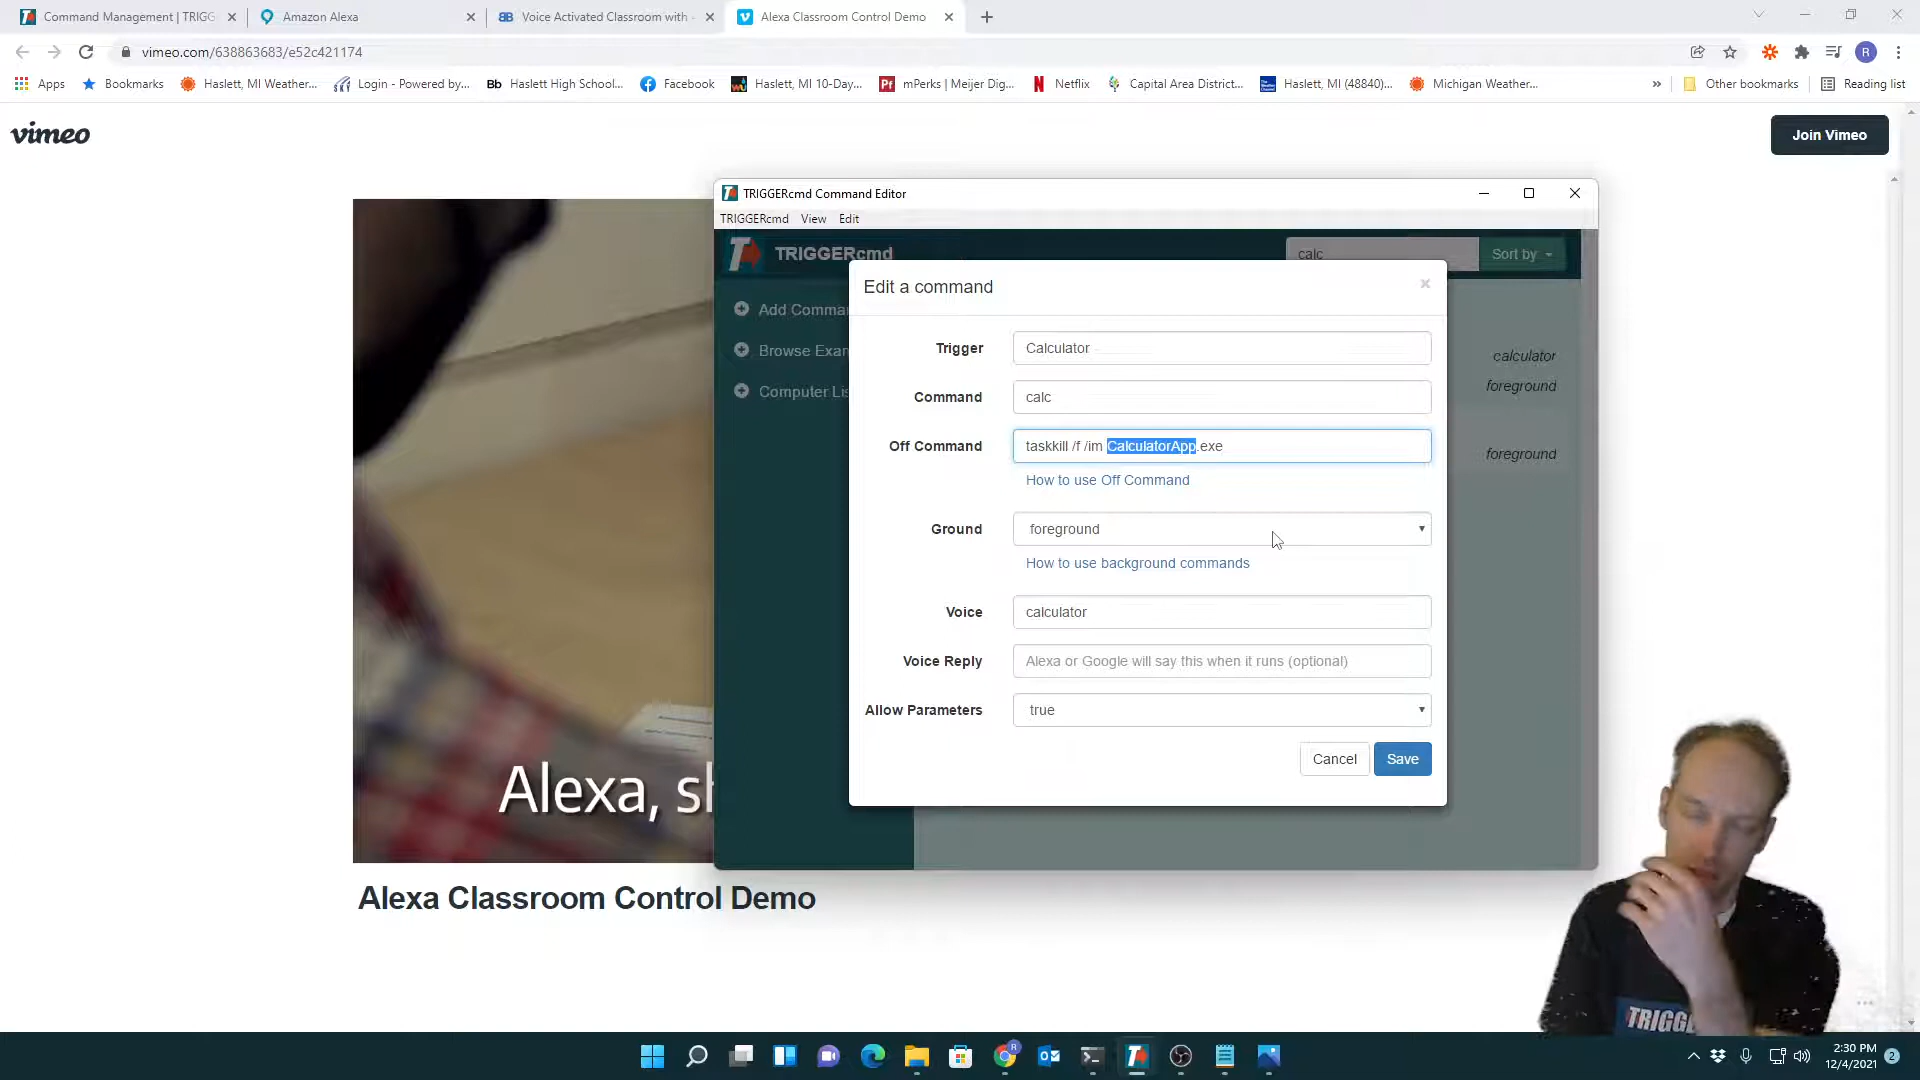 Command Management | TRIGG
Amazon Alexa
Voice Activated Classroom with -
Alexa Classroom Control Demo
vimeo.com/638863683/e52c421174
R
Apps
Bookmarks
Haslett, MI Weather...
Login - Powered by...
Bb Haslett High School...
Facebook
Haslett, MI 10-Day...
mPerks | Meijer Dig...
Netflix
Capital Area District...
Haslett, MI (48840)...
Michigan Weather...
»
Other bookmarks
Reading list
vimeo
Join Vimeo
TRIGGERcmd Command Editor
TRIGGERcmd View Edit
TRIGGERcmd
calc
Sort by
Add Comma
Browse Exan
Computer Lis
calculator
foreground
foreground
Edit a command
×
Trigger
Calculator
Command
calc
Off Command
taskkill /f /im CalculatorApp.exe
How to use Off Command
Ground
foreground
How to use background commands
Voice
calculator
Voice Reply
Alexa or Google will say this when it runs (optional)
Allow Parameters
true
Cancel
Save
Alexa, sh
Alexa Classroom Control Demo
TRIGG
2:30 PM
12/4/2021
2